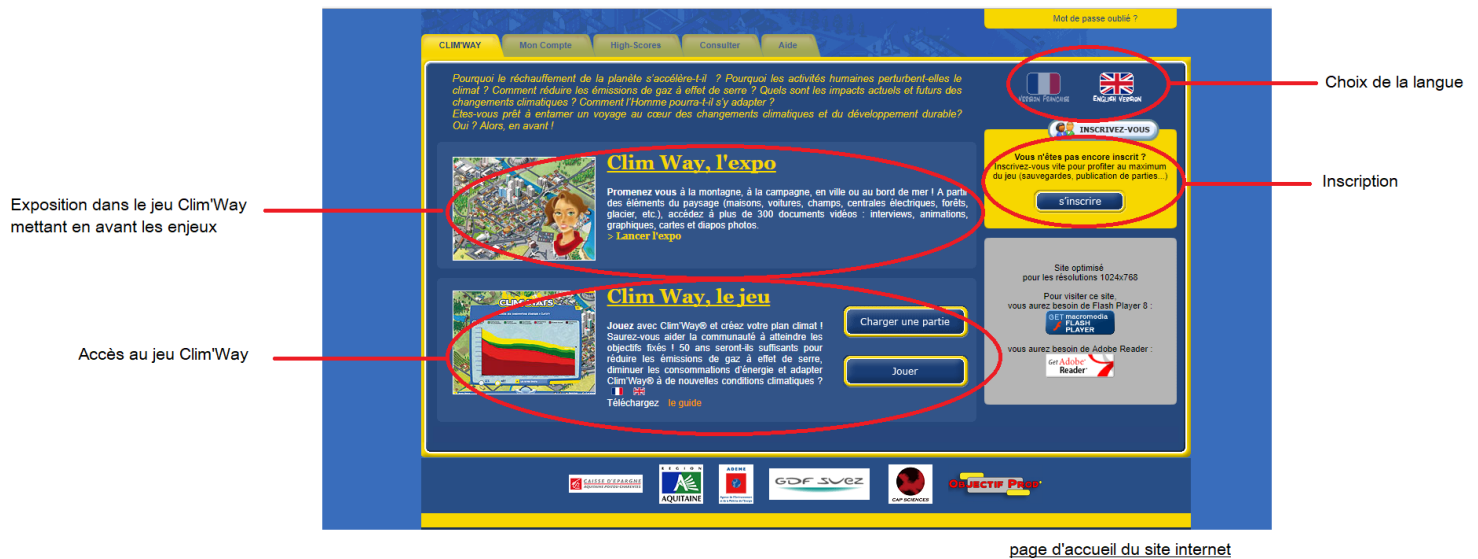 Mot de passe oublié ?
CLIM'WAY
Mon Compte
High-Scores
Consulter
Aide
Pourquoi le réchauffement de la planète s'accélère-t-il ? Pourquoi les activités humaines perturbent-elles le
climat ? Comment réduire les émissions de gaz à effet de serre ? Quels sont les impacts actuels et futurs des
changements climatiques ? Comment l'Homme pourra-t-il s'y adapter ?
Etes-vous prêt à entamer un voyage au cœur des changements climatiques et du développement durable?
Oui ? Alors, en avant !
VERSION FRANÇAISE
ENGLISH VERSION
Choix de la langue
INSCRIVEZ-VOUS
Vous n'êtes pas encore inscrit ?
Inscrivez-vous vite pour profiter au maximum
du jeu (sauvegardes, publication de parties...)
s'inscrire
Inscription
Exposition dans le jeu Clim'Way
mettant en avant les enjeux
Clim Way, l'expo
Promenez vous à la montagne, à la campagne, en ville ou au bord de mer ! A partir
des éléments du paysage (maisons, voitures, champs, centrales électriques, forêts,
glacier, etc.), accédez à plus de 300 documents vidéos : interviews, animations,
graphiques, cartes et diapos photos.
> Lancer l'expo
Accès au jeu Clim'Way
Clim Way, le jeu
Jouez avec Clim'Way® et créez votre plan climat !
Saurez-vous aider la communauté à atteindre les
objectifs fixés ! 50 ans seront-ils suffisants pour
réduire les émissions de gaz à effet de serre,
diminuer les consommations d'énergie et adapter
Clim'Way® à de nouvelles conditions climatiques ?
Téléchargez le guide
Charger une partie
Jouer
Site optimisé
pour les résolutions 1024x768
Pour visiter ce site,
vous aurez besoin de Flash Player 8 :
GET macromedia
FLASH
PLAYER
vous aurez besoin de Adobe Reader :
Get Adobe
Reader
CAISSE D'EPARGNE
AQUITAINE POITOU-CHARENTES
REGION
AQUITAINE
ADEME
GDF SUEZ
CAP SCIENCES
OBJECTIF PROD
page d'accueil du site internet